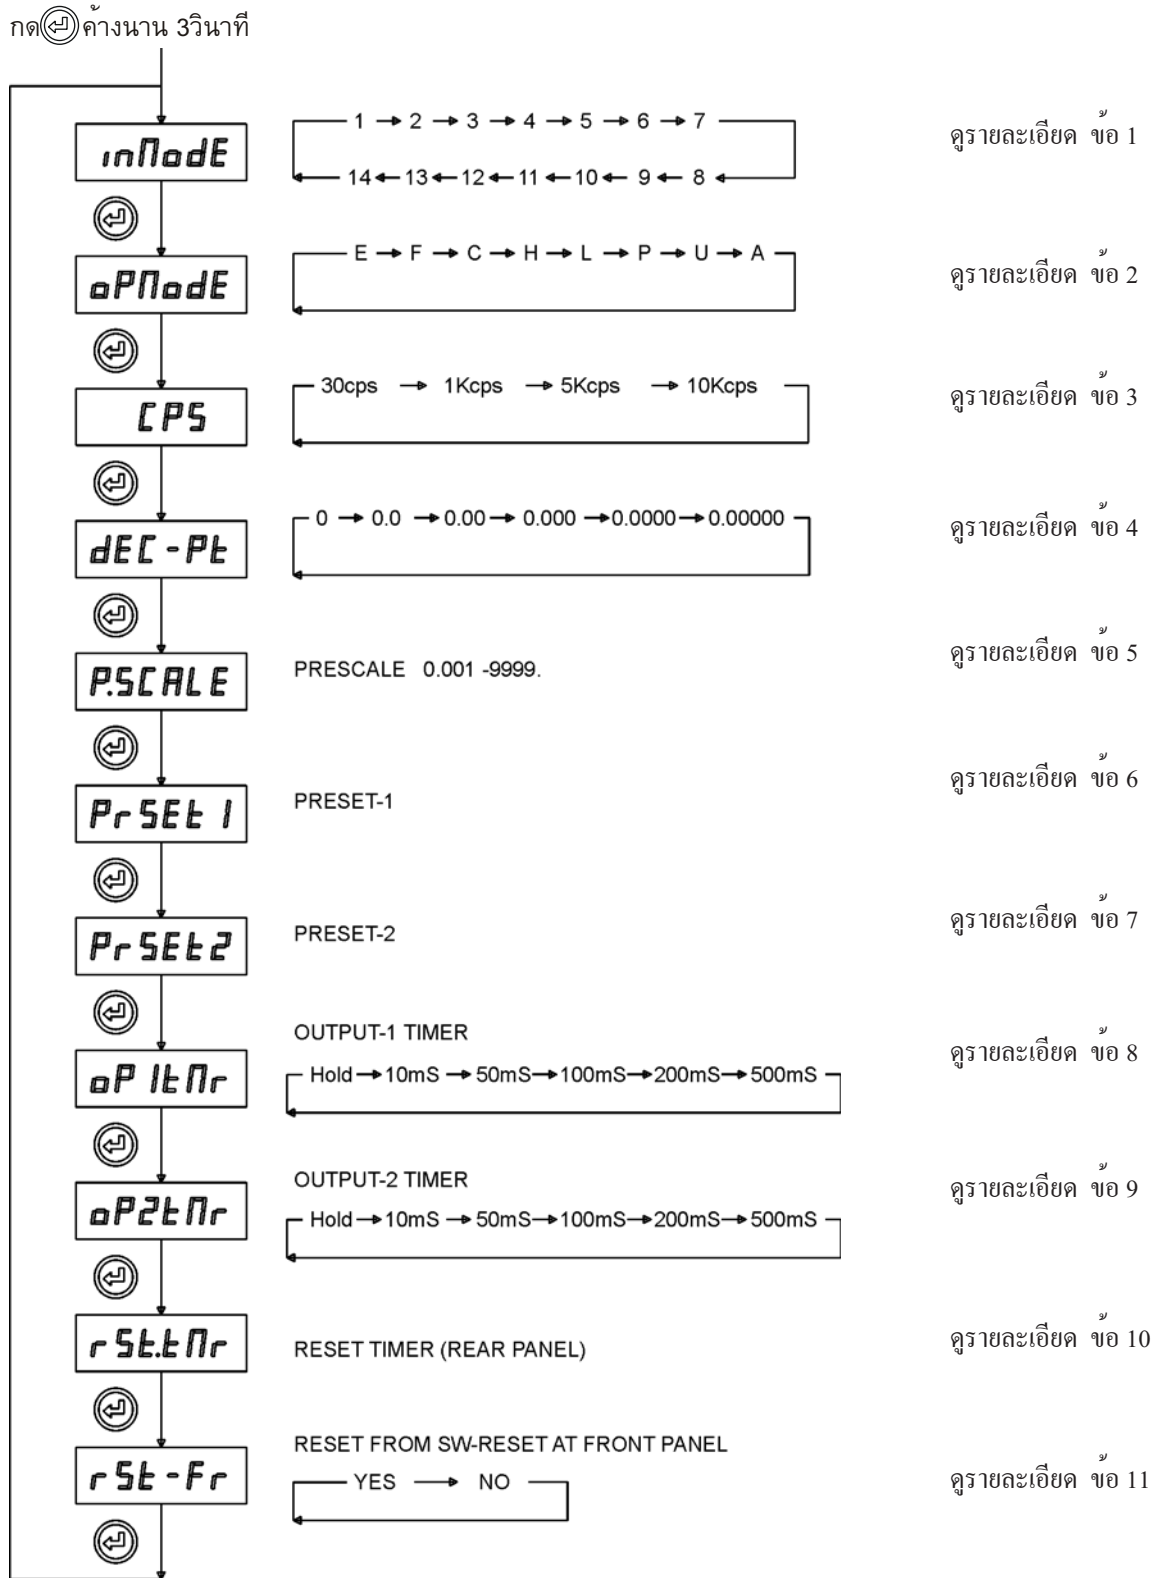 กด ค้างนาน 3วินาที
inModE
1 → 2 → 3 → 4 → 5 → 6 → 7
14 ← 13 ← 12 ← 11 ← 10 ← 9 ← 8
ดูรายละเอียด ข้อ 1
oPModE
E → F → C → H → L → P → U → A
ดูรายละเอียด ข้อ 2
CPS
30cps → 1Kcps → 5Kcps → 10Kcps
ดูรายละเอียด ข้อ 3
dEC-Pt
0 → 0.0 → 0.00 → 0.000 → 0.0000 → 0.00000
ดูรายละเอียด ข้อ 4
P.SCALE
PRESCALE 0.001 -9999.
ดูรายละเอียด ข้อ 5
PrSEt1
PRESET-1
ดูรายละเอียด ข้อ 6
PrSEt2
PRESET-2
ดูรายละเอียด ข้อ 7
oP1tMr
OUTPUT-1 TIMER
Hold → 10mS → 50mS → 100mS → 200mS → 500mS
ดูรายละเอียด ข้อ 8
oP2tMr
OUTPUT-2 TIMER
Hold → 10mS → 50mS → 100mS → 200mS → 500mS
ดูรายละเอียด ข้อ 9
rSt.tMr
RESET TIMER (REAR PANEL)
ดูรายละเอียด ข้อ 10
rSt-Fr
RESET FROM SW-RESET AT FRONT PANEL
YES → NO
ดูรายละเอียด ข้อ 11